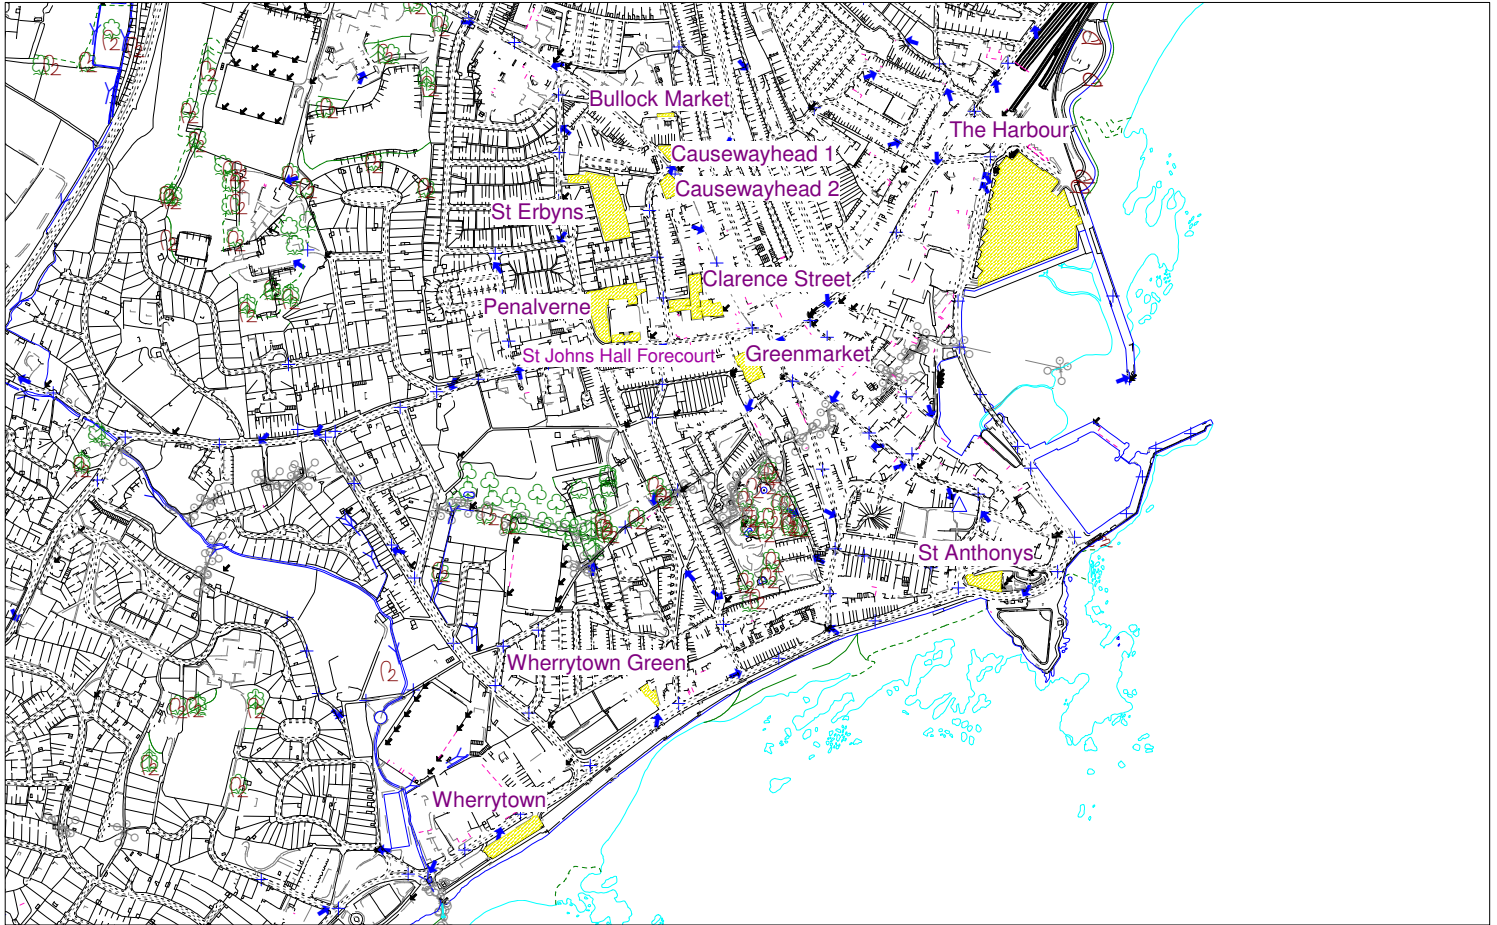 Bullock Market
The Harbour
Causewayhead 1
Causewayhead 2
St Erbyns
Clarence Street
Penalverne
St Johns Hall Forecourt
Greenmarket
St Anthonys
Wherrytown Green
Wherrytown